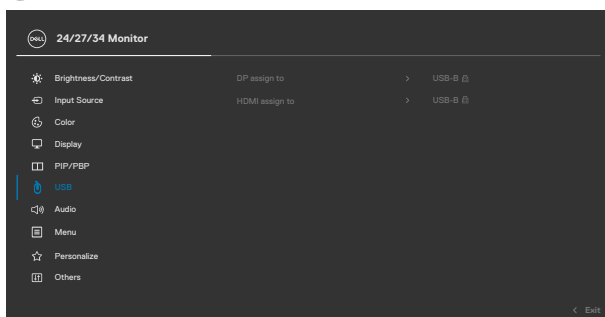 DELL 24/27/34 Monitor
Brightness/Contrast DP assign to > USB-B
Input Source HDMI assign to > USB-B
Color
Display
PIP/PBP
USB
Audio
Menu
Personalize
Others
< Exit